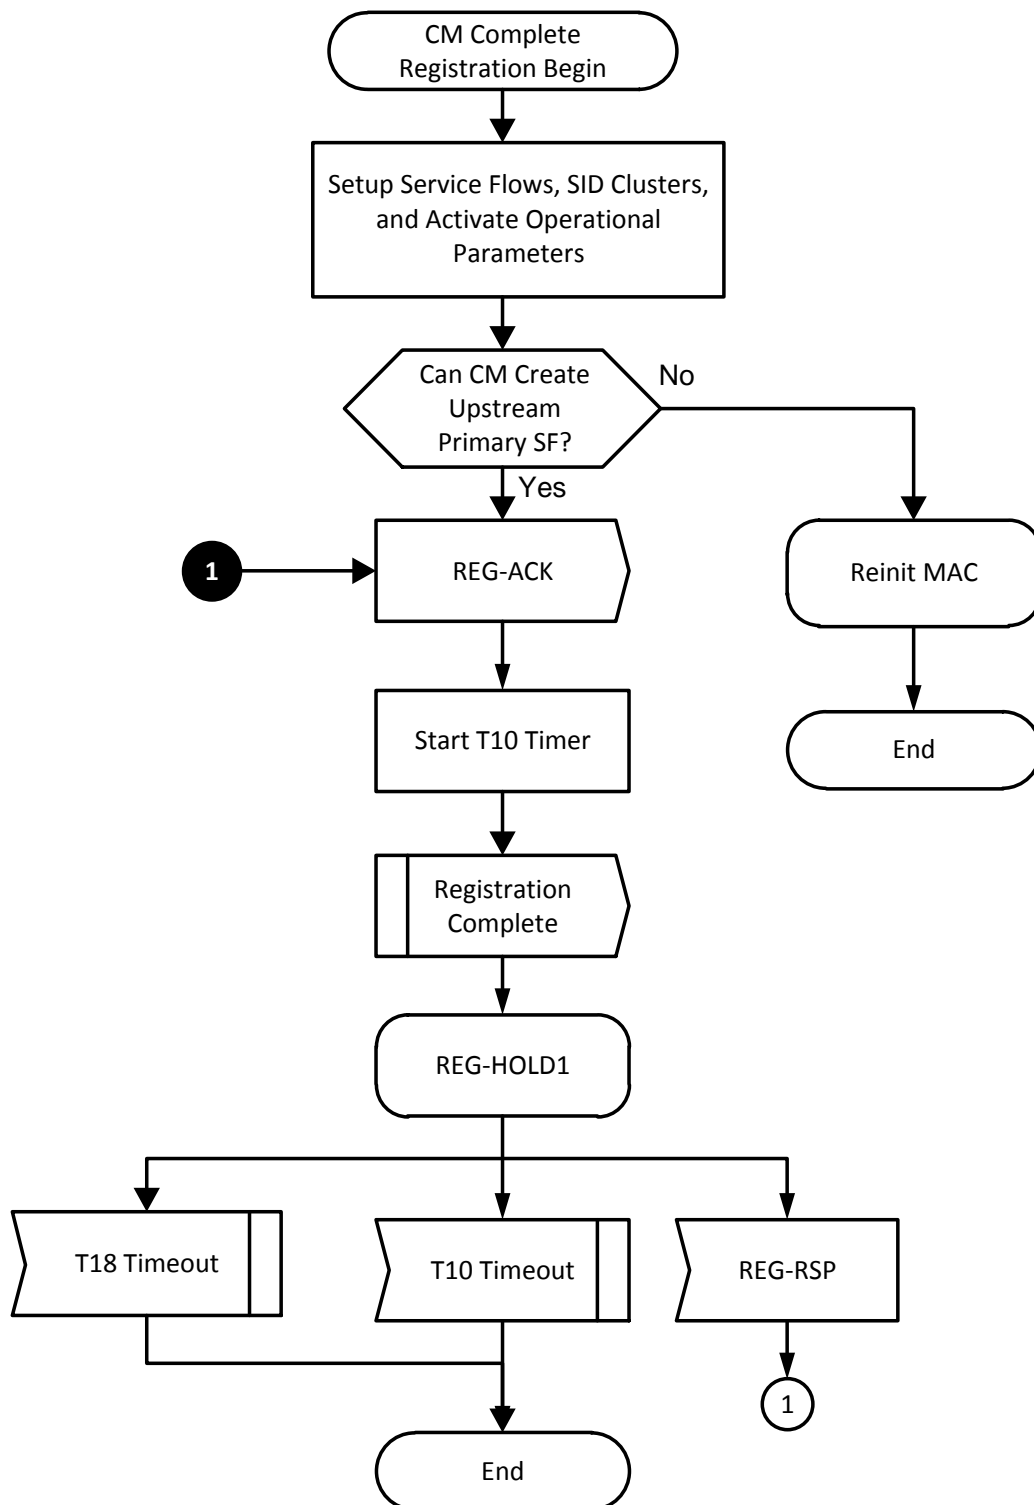 CM Complete
Registration Begin
Setup Service Flows, SID Clusters,
and Activate Operational
Parameters
Can CM Create
Upstream
Primary SF?
No
Yes
1
REG-ACK
Reinit MAC
Start T10 Timer
End
Registration
Complete
REG-HOLD1
T18 Timeout
T10 Timeout
REG-RSP
1
End